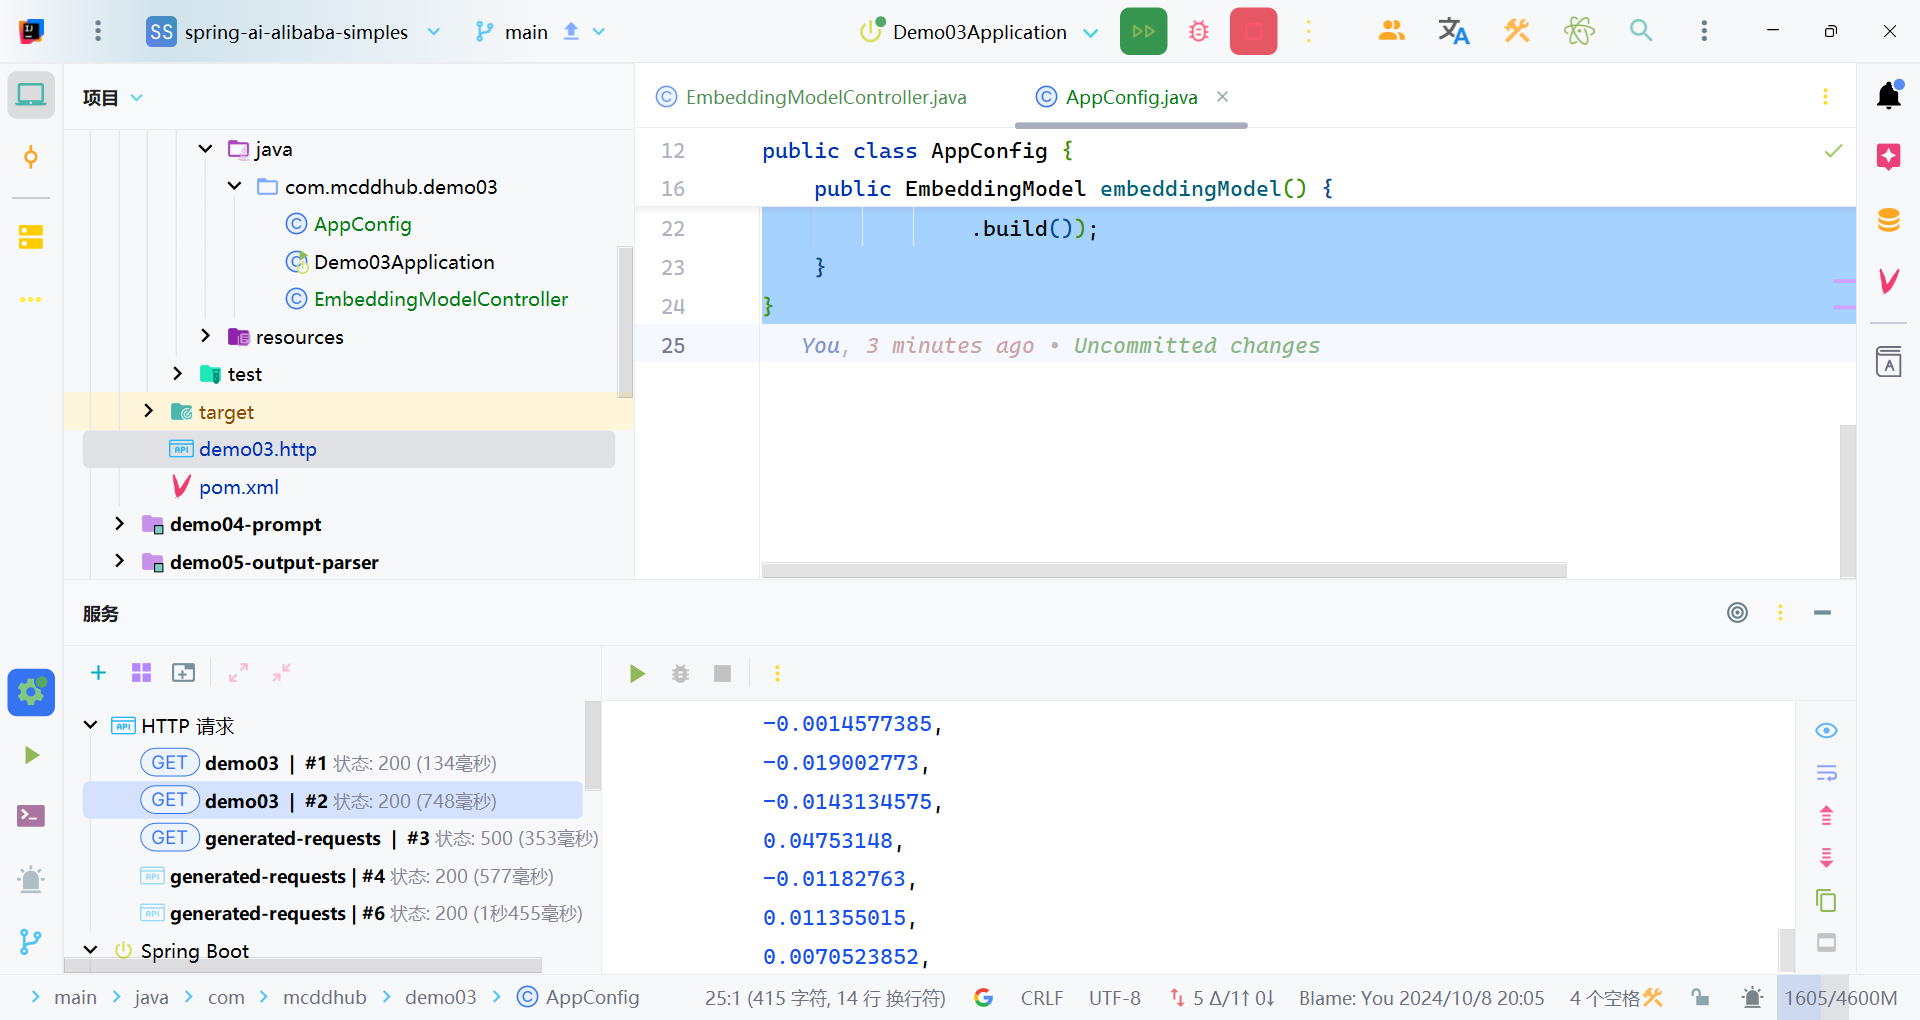 SS spring-ai-alibaba-simples main Demo03Application
项目
EmbeddingModelController.java AppConfig.java
java
com.mcddhub.demo03
AppConfig
Demo03Application
EmbeddingModelController
resources
test
target
API demo03.http
pom.xml
demo04-prompt
demo05-output-parser
12 public class AppConfig {
16 public EmbeddingModel embeddingModel() {
22 .build());
23 }
24 }
25 You, 3 minutes ago • Uncommitted changes
服务
API HTTP 请求
GET demo03 | #1 状态: 200 (134毫秒)
GET demo03 | #2 状态: 200 (748毫秒)
GET generated-requests | #3 状态: 500 (353毫秒)
API generated-requests | #4 状态: 200 (577毫秒)
API generated-requests | #6 状态: 200 (1秒455毫秒)
Spring Boot
-0.0014577385,
-0.019002773,
-0.0143134575,
0.04753148,
-0.01182763,
0.011355015,
0.0070523852,
main java com mcddhub demo03 AppConfig 25:1 (415 字符, 14 行 换行符) CRLF UTF-8 5 Δ/1↑ 0↓ Blame: You 2024/10/8 20:05 4 个空格 1605/4600M